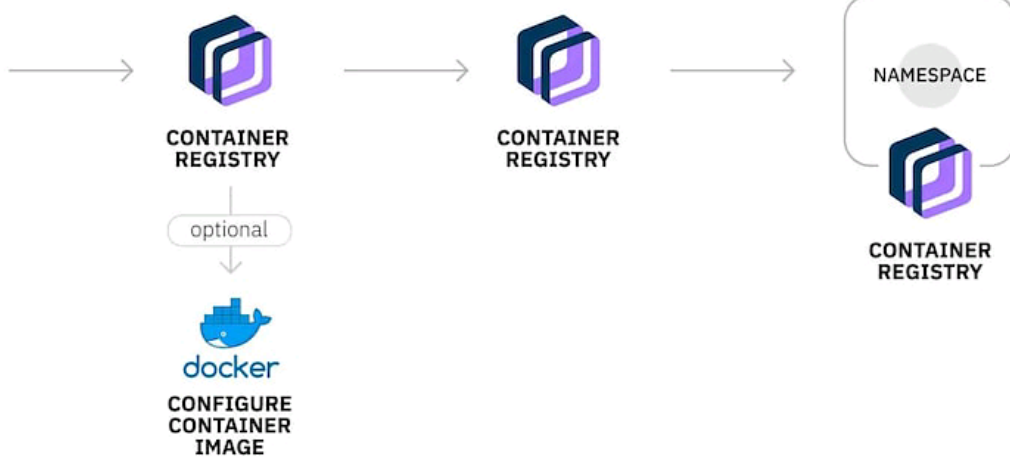 CONTAINER
REGISTRY
optional
docker
CONFIGURE
CONTAINER
IMAGE
CONTAINER
REGISTRY
NAMESPACE
CONTAINER
REGISTRY